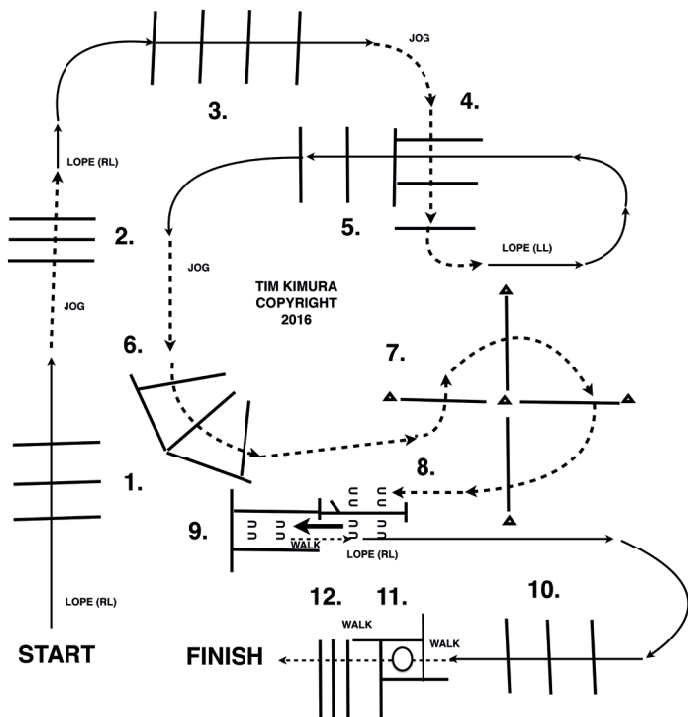 JOG
3.
4.
LOPE (RL)
2.
5.
LOPE (LL)
JOG
TIM KIMURA
COPYRIGHT
2016
JOG
6.
7.
1.
8.
9.
WALK
LOPE (RL)
LOPE (RL)
12.
11.
10.
WALK
WALK
START
FINISH